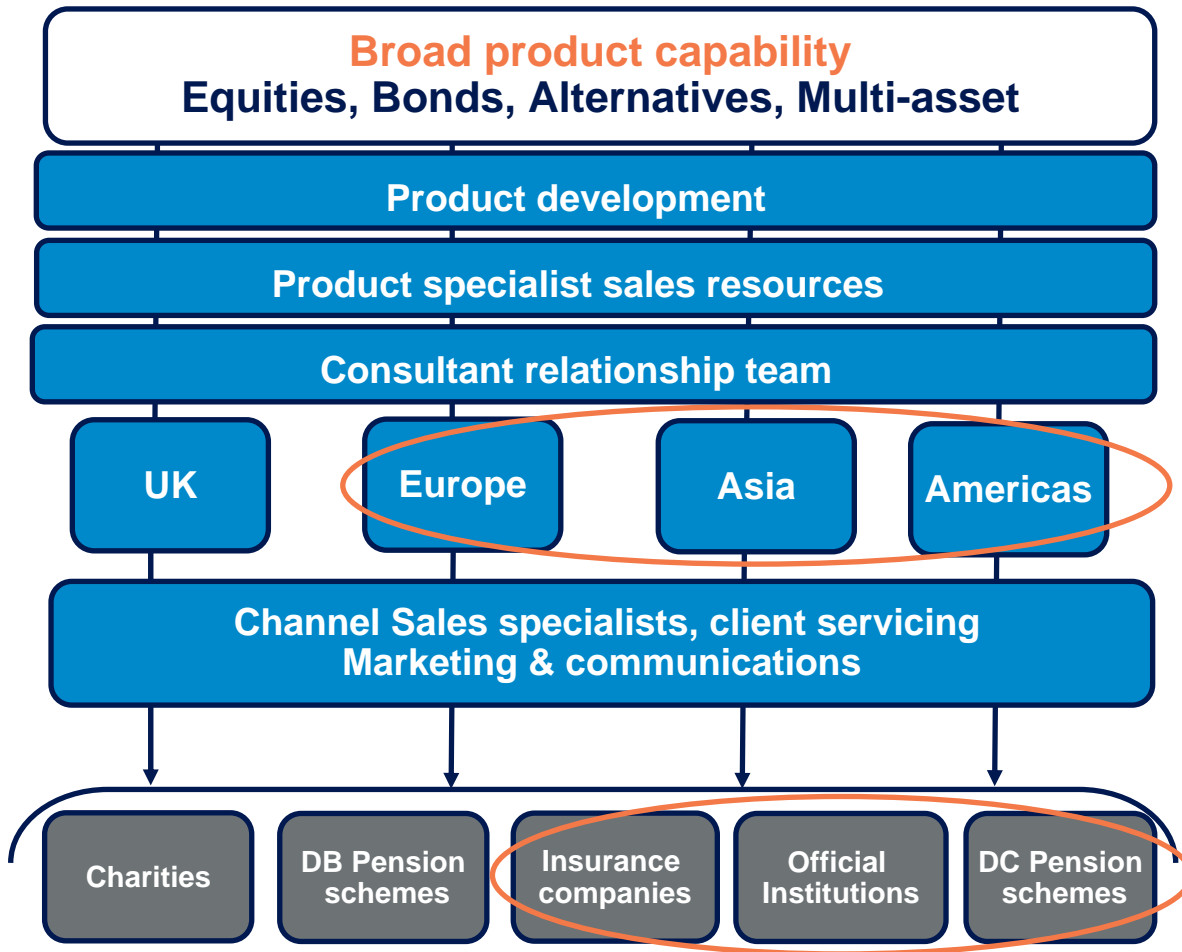 Broad product capability
Equities, Bonds, Alternatives, Multi-asset
Product development
Product specialist sales resources
Consultant relationship team
UK
Europe
Asia
Americas
Channel Sales specialists, client servicing
Marketing & communications
Charities
DB Pension
schemes
Insurance
companies
Official
Institutions
DC Pension
schemes